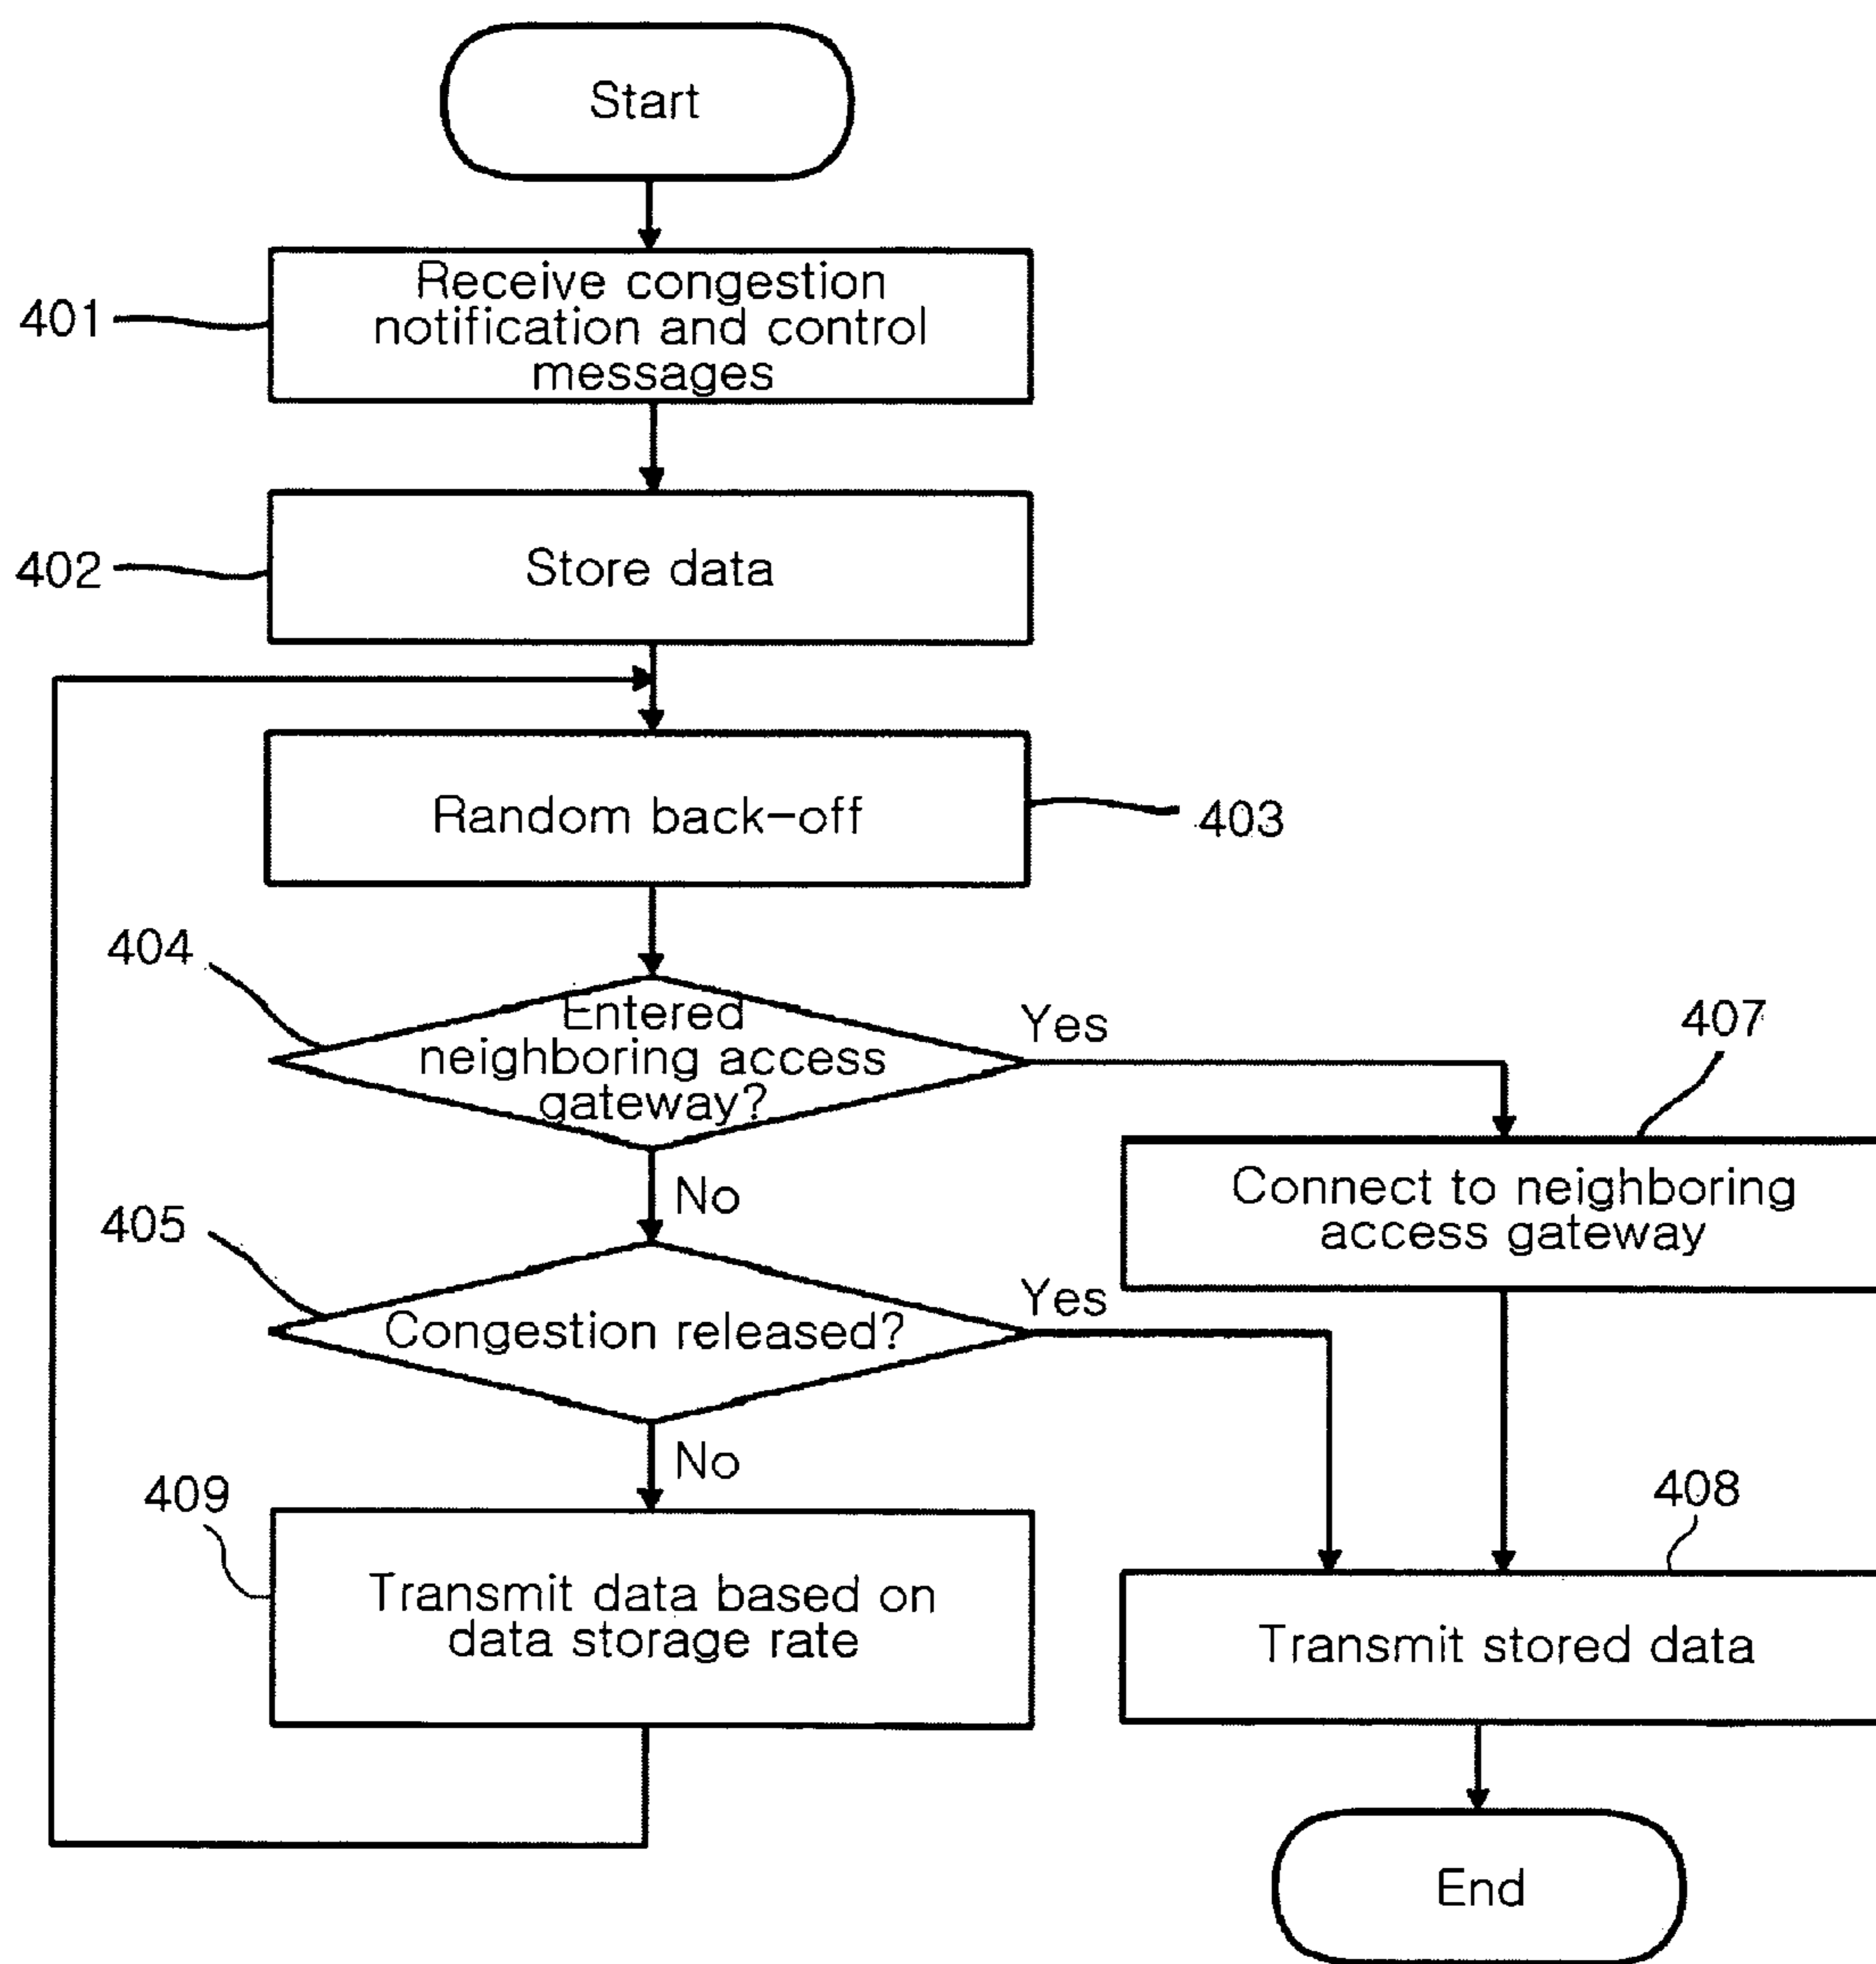 Start
401
Receive congestion
notification and control
messages
402
Store data
Random back-off
403
404
Entered
neighboring access
gateway?
Yes
407
No
Connect to neighboring
access gateway
405
Congestion released?
Yes
No
409
Transmit data based on
data storage rate
408
Transmit stored data
End